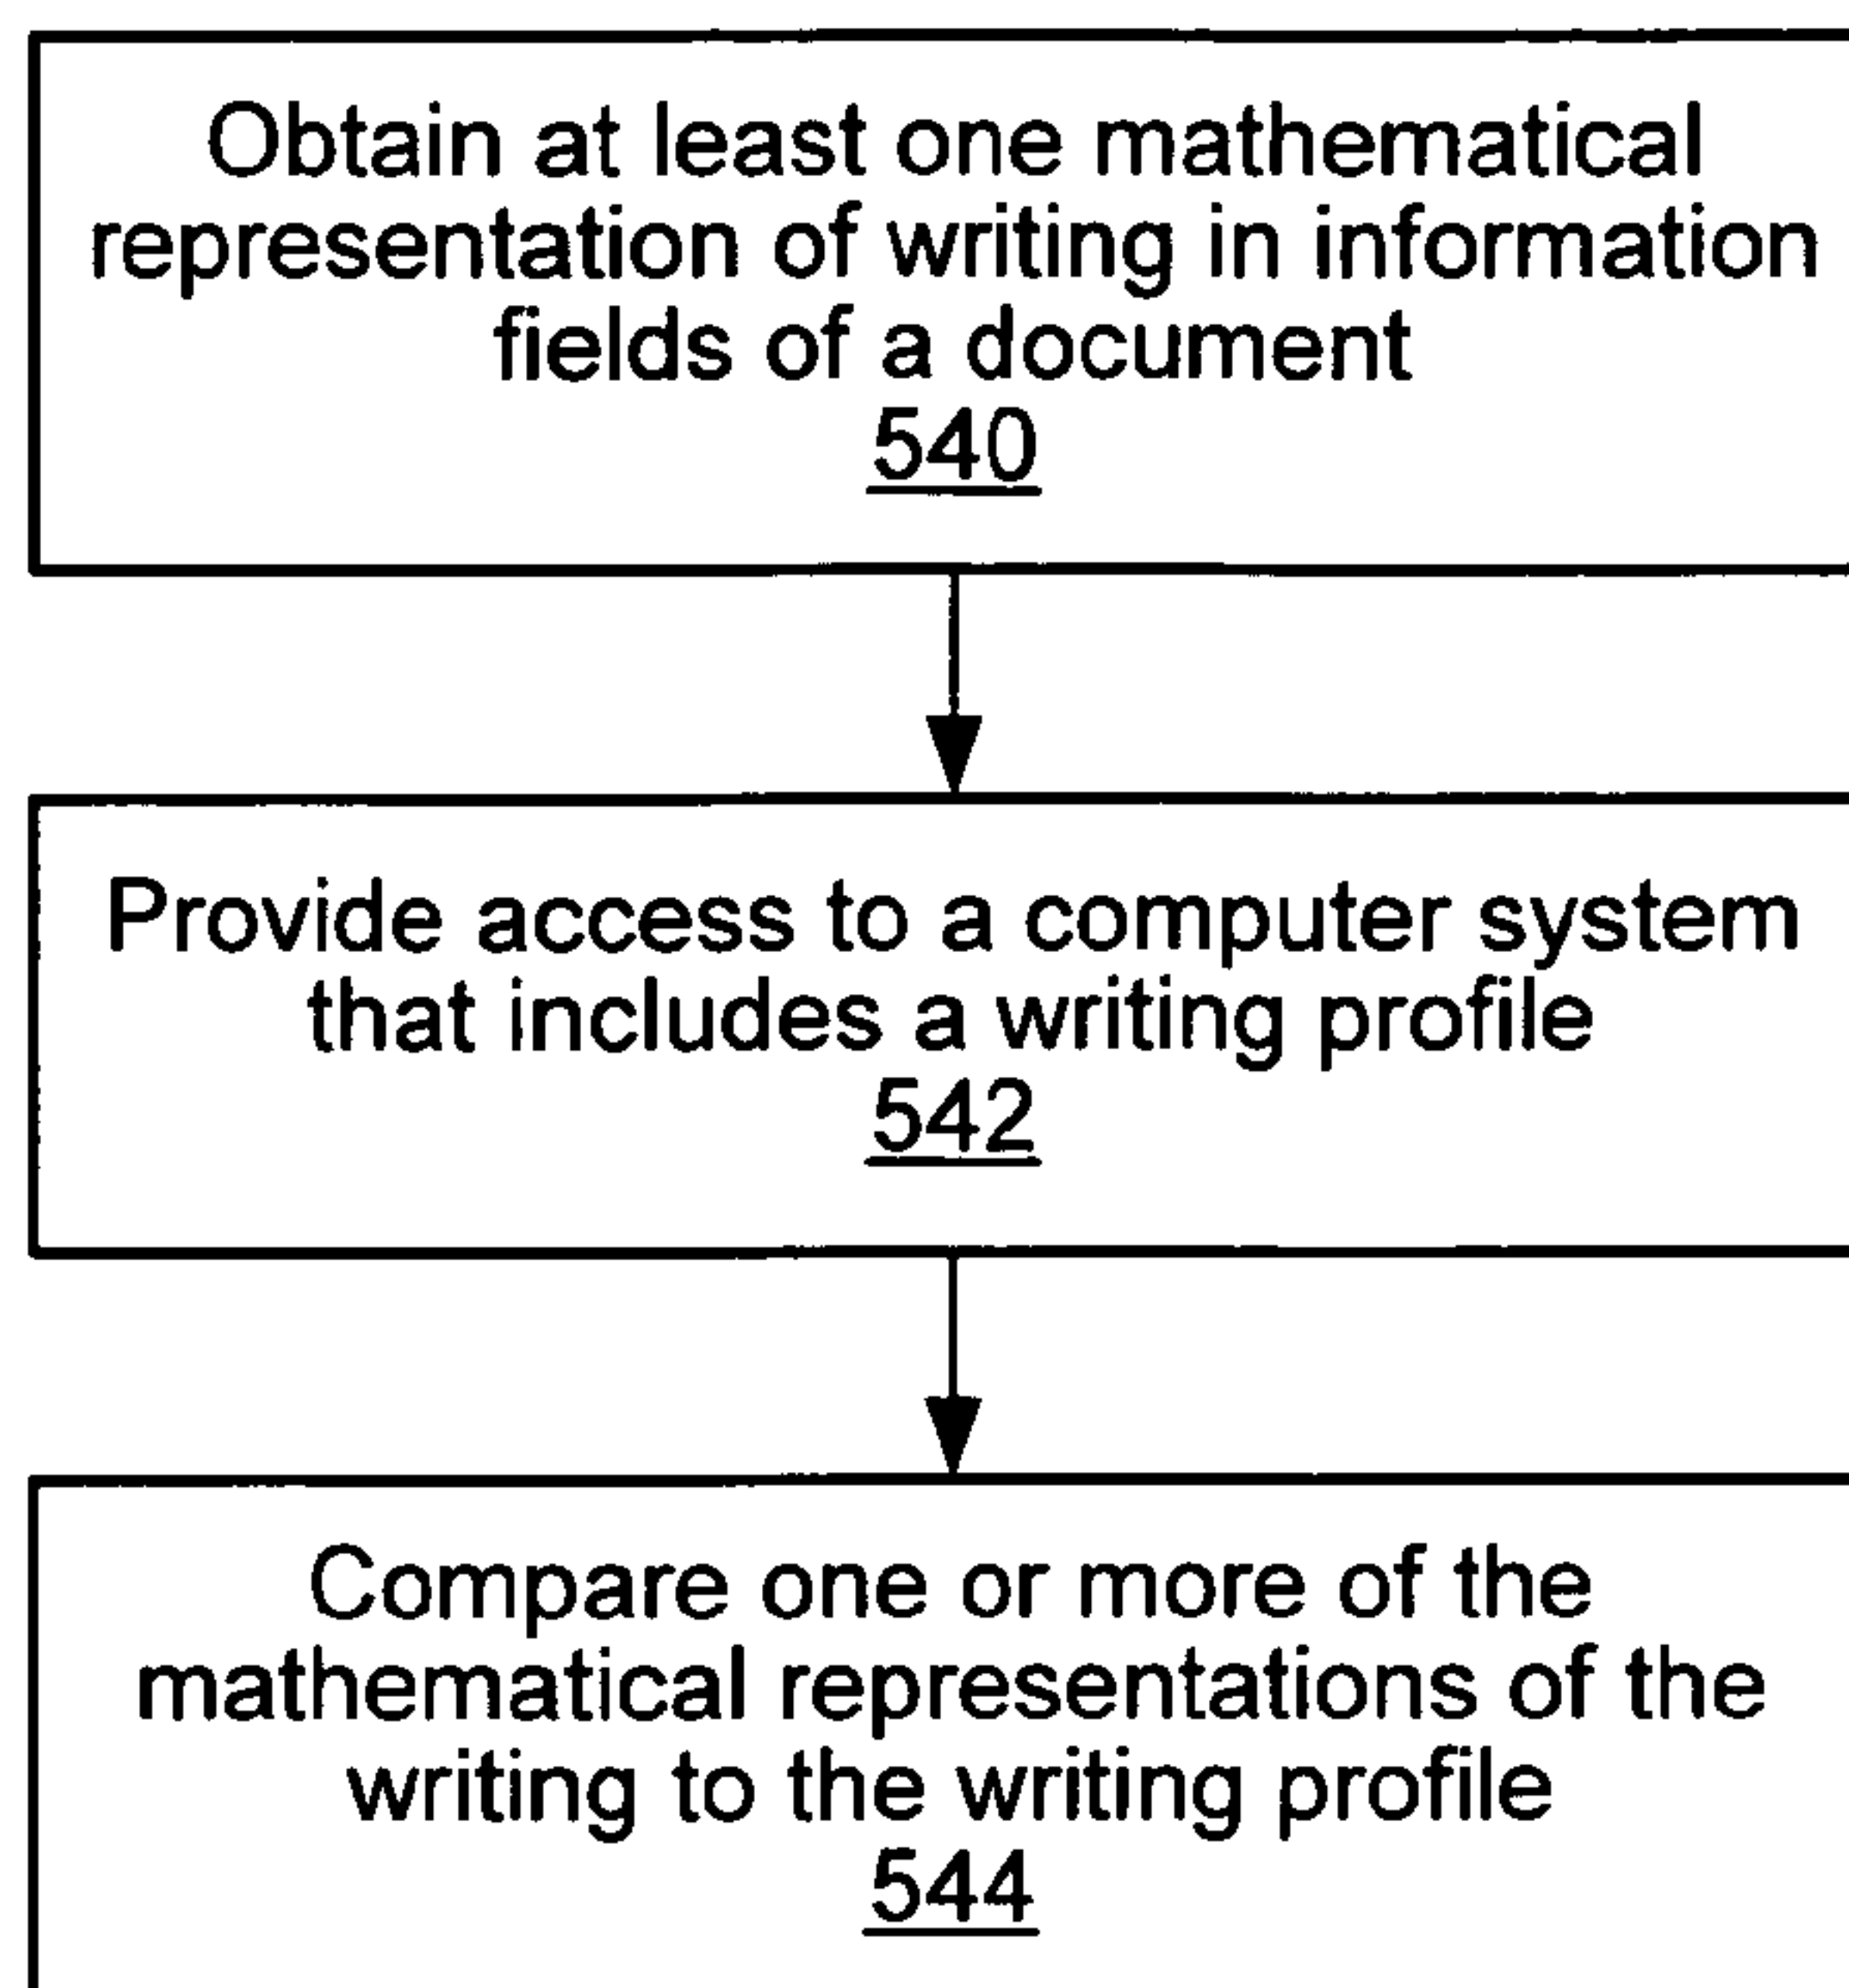 Obtain at least one mathematical
representation of writing in information
fields of a document
540
Provide access to a computer system
that includes a writing profile
542
Compare one or more of the
mathematical representations of the
writing to the writing profile
544